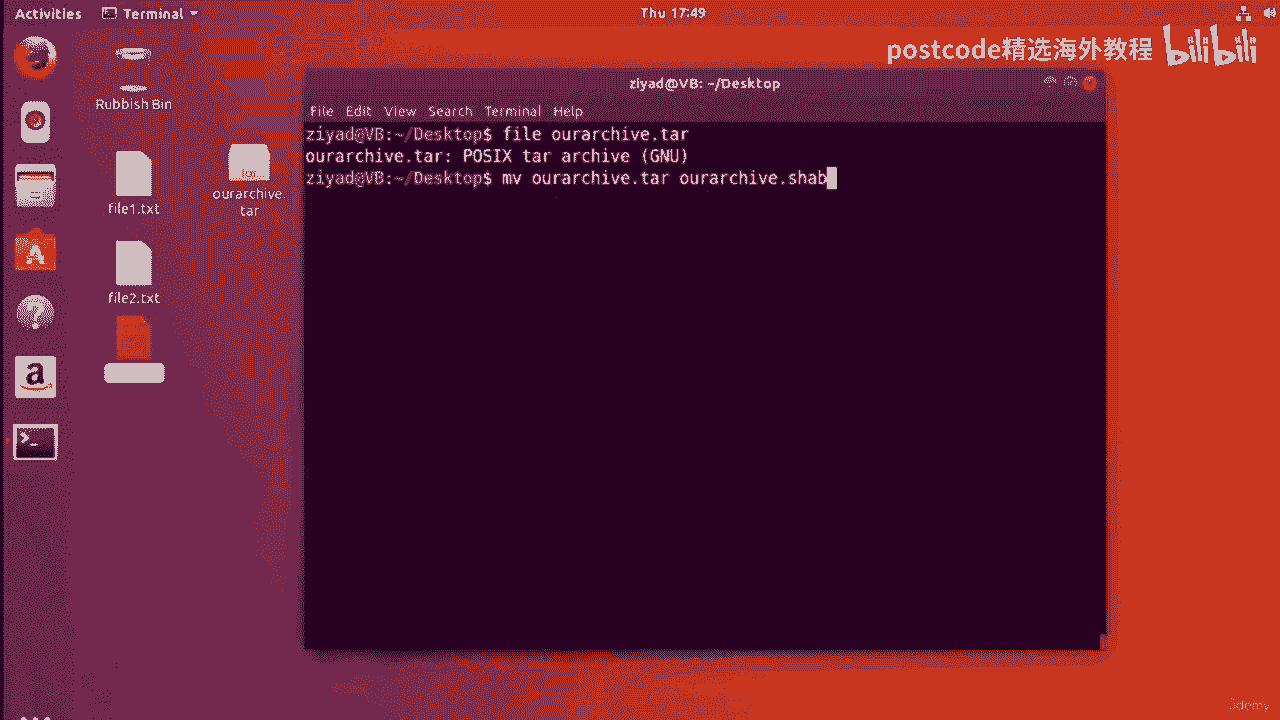 Activities
Terminal
Thu 17:49
postcode精选海外教程 bilibili
Rubbish Bin
file1.txt
ourarchive.
tar
file2.txt
ziyad@VB: ~/Desktop
File Edit View Search Terminal Help
ziyad@VB:~/Desktop$ file ourarchive.tar
ourarchive.tar: POSIX tar archive (GNU)
ziyad@VB:~/Desktop$ mv ourarchive.tar ourarchive.shab